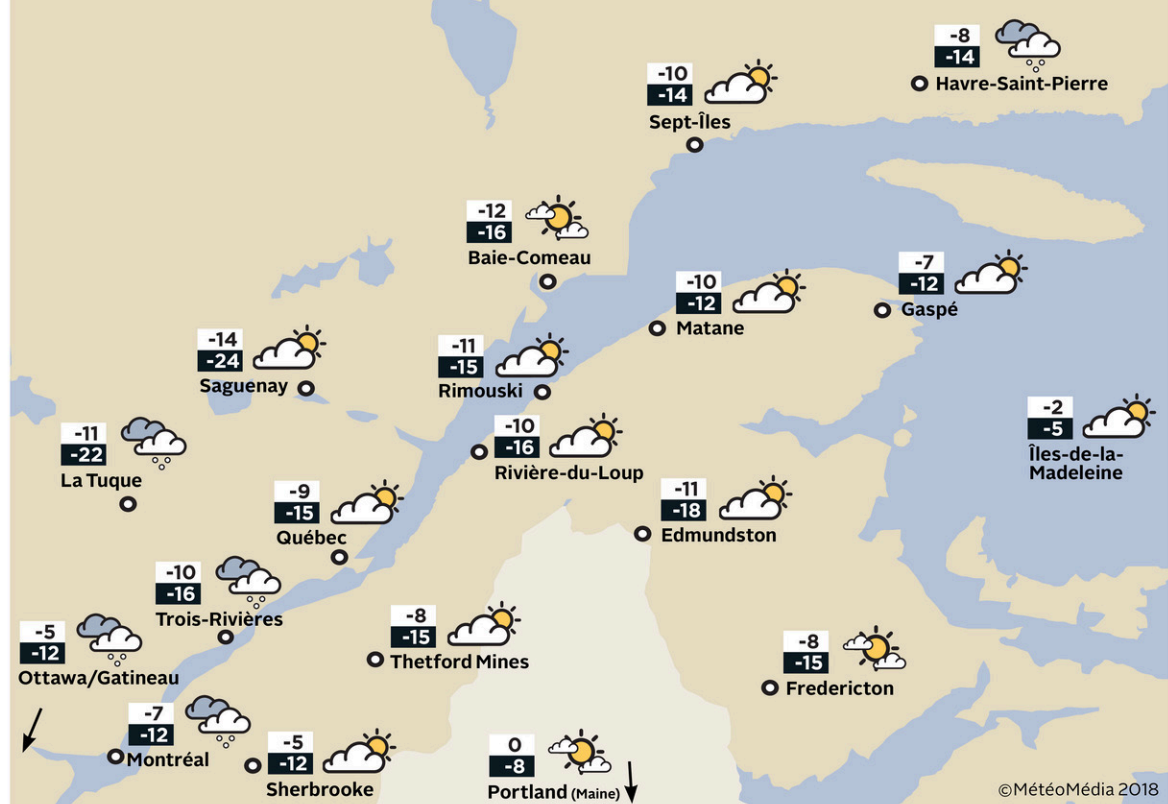 -8
-14
Havre-Saint-Pierre
-10
-14
Sept-Îles
-12
-16
Baie-Comeau
-7
-12
Gaspé
-10
-12
Matane
-14
-24
Saguenay
-11
-15
Rimouski
-2
-5
Îles-de-la-
Madeleine
-11
-22
La Tuque
-10
-16
Rivière-du-Loup
-9
-15
Québec
-11
-18
Edmundston
-10
-16
Trois-Rivières
-5
-12
Ottawa/Gatineau
-8
-15
Thetford Mines
-8
-15
Fredericton
-7
-12
Montréal
-5
-12
Sherbrooke
0
-8
Portland (Maine)
©MétéoMédia 2018